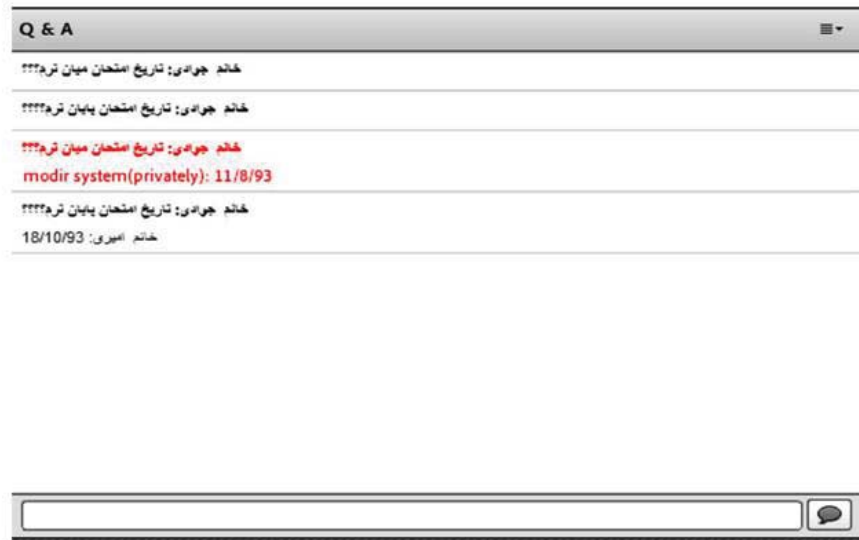 Q & A
خانم جوادی: تاریخ امتحان میان ترم؟؟؟
خانم جوادی: تاریخ امتحان پایان ترم؟؟؟؟
خانم جوادی: تاریخ امتحان میان ترم؟؟؟
modir system(privately): 11/8/93
خانم جوادی: تاریخ امتحان پایان ترم؟؟؟؟
خانم امیری: 18/10/93